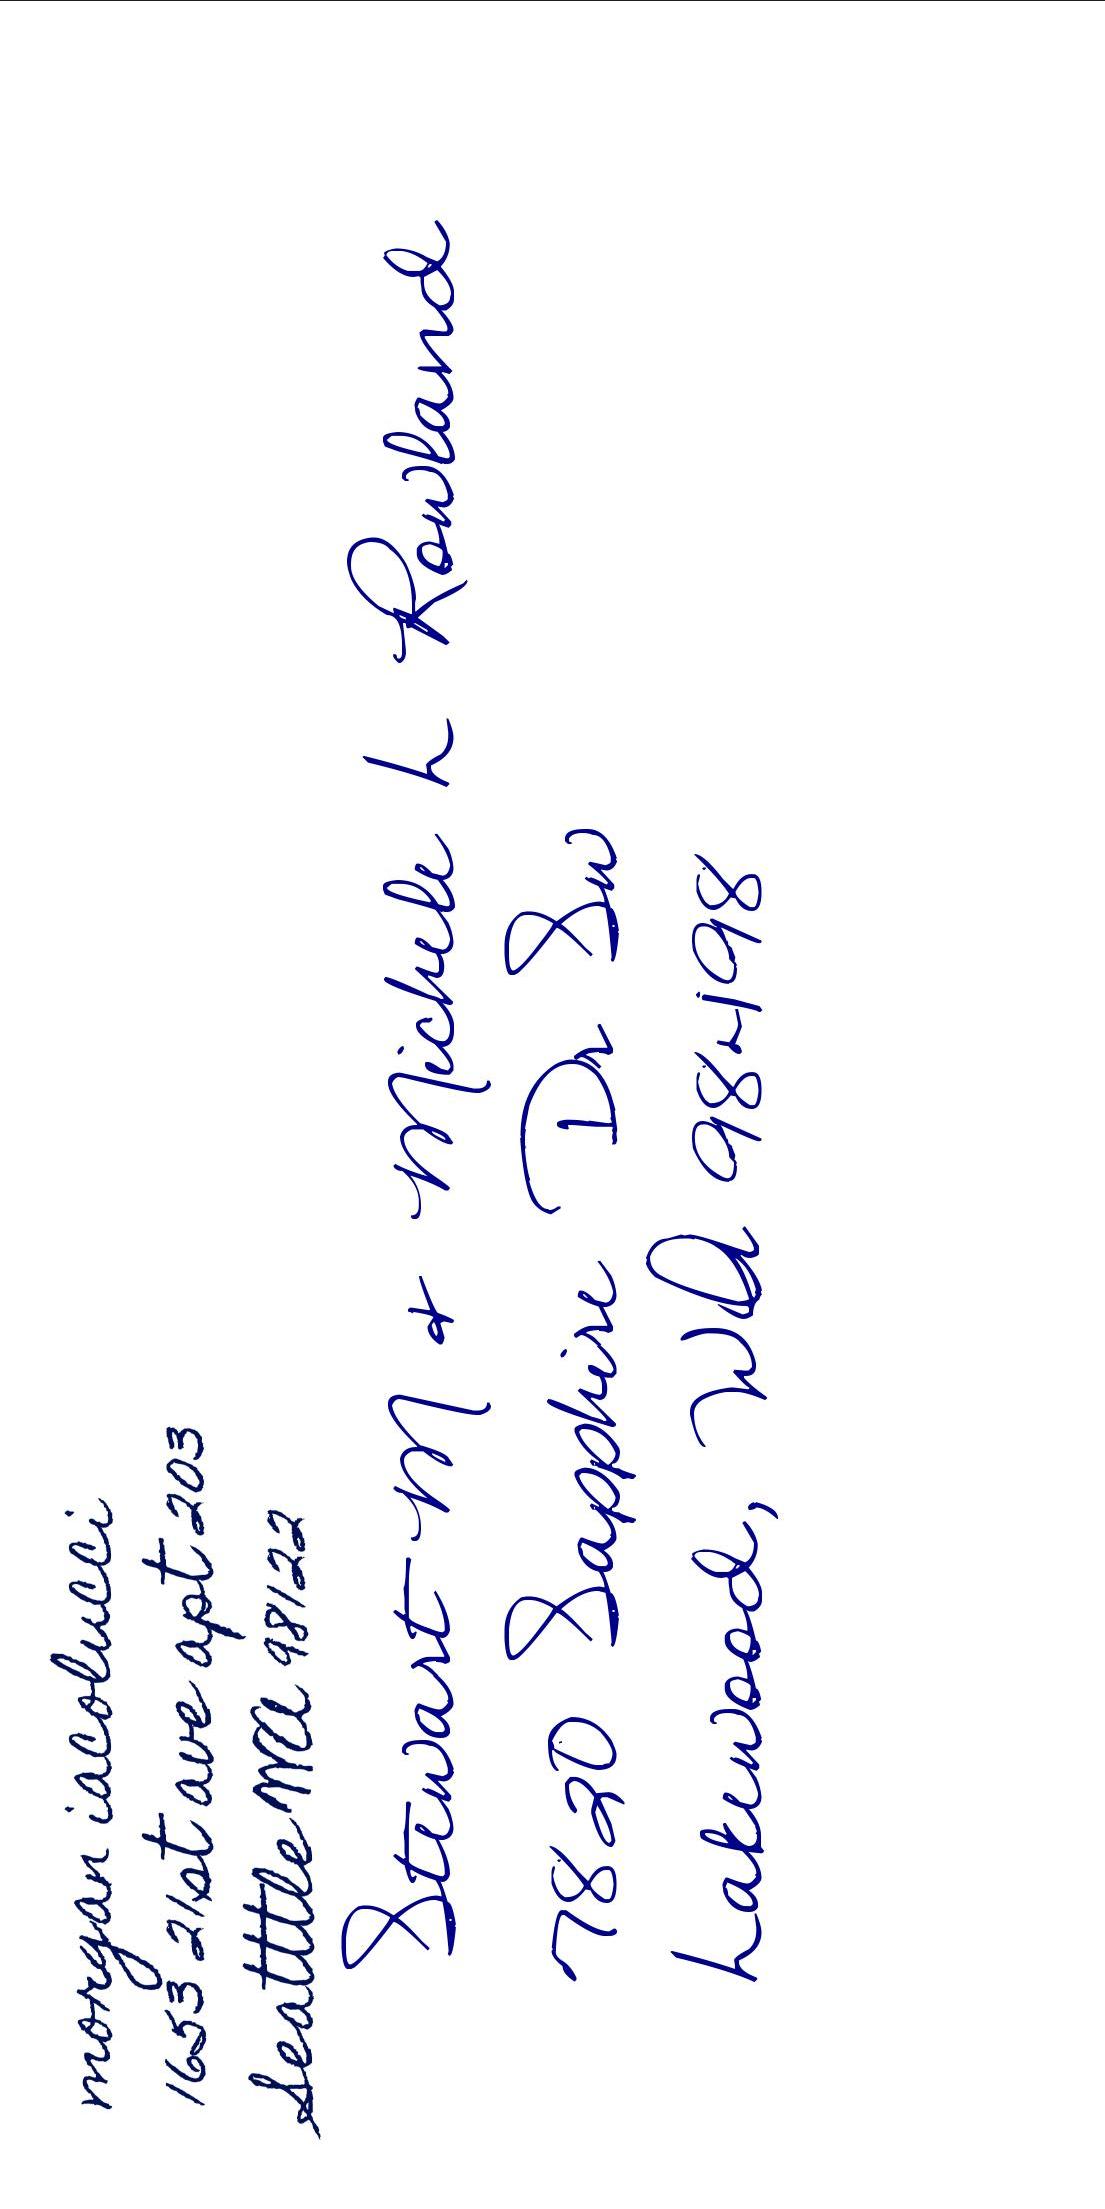 morgan iacolucci
1653 21st ave apt 203
Seatttle WA 98122
Stewart M & Michele L Rowland
7820 Sapphire Dr SW
Lakewood, WA 98498